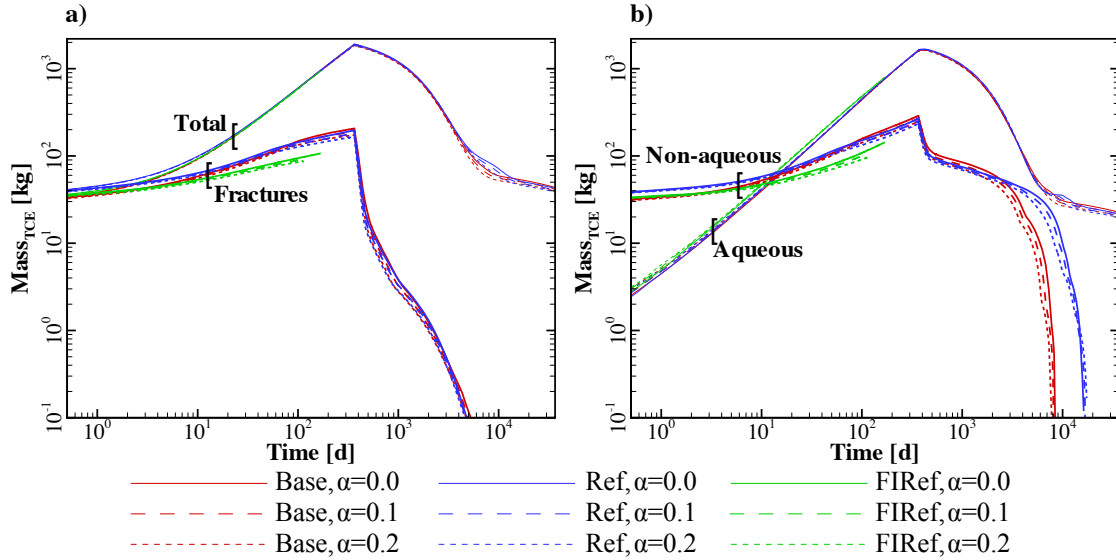 a)
b)
Mass_TCE [kg]
10^3
10^2
10^1
10^0
10^-1
Total
Fractures
10^0 10^1 10^2 10^3 10^4
Time [d]
Mass_TCE [kg]
10^3
10^2
10^1
10^0
10^-1
Non-aqueous
Aqueous
10^0 10^1 10^2 10^3 10^4
Time [d]
Base, α=0.0 Ref, α=0.0 FIRef, α=0.0
Base, α=0.1 Ref, α=0.1 FIRef, α=0.1
Base, α=0.2 Ref, α=0.2 FIRef, α=0.2